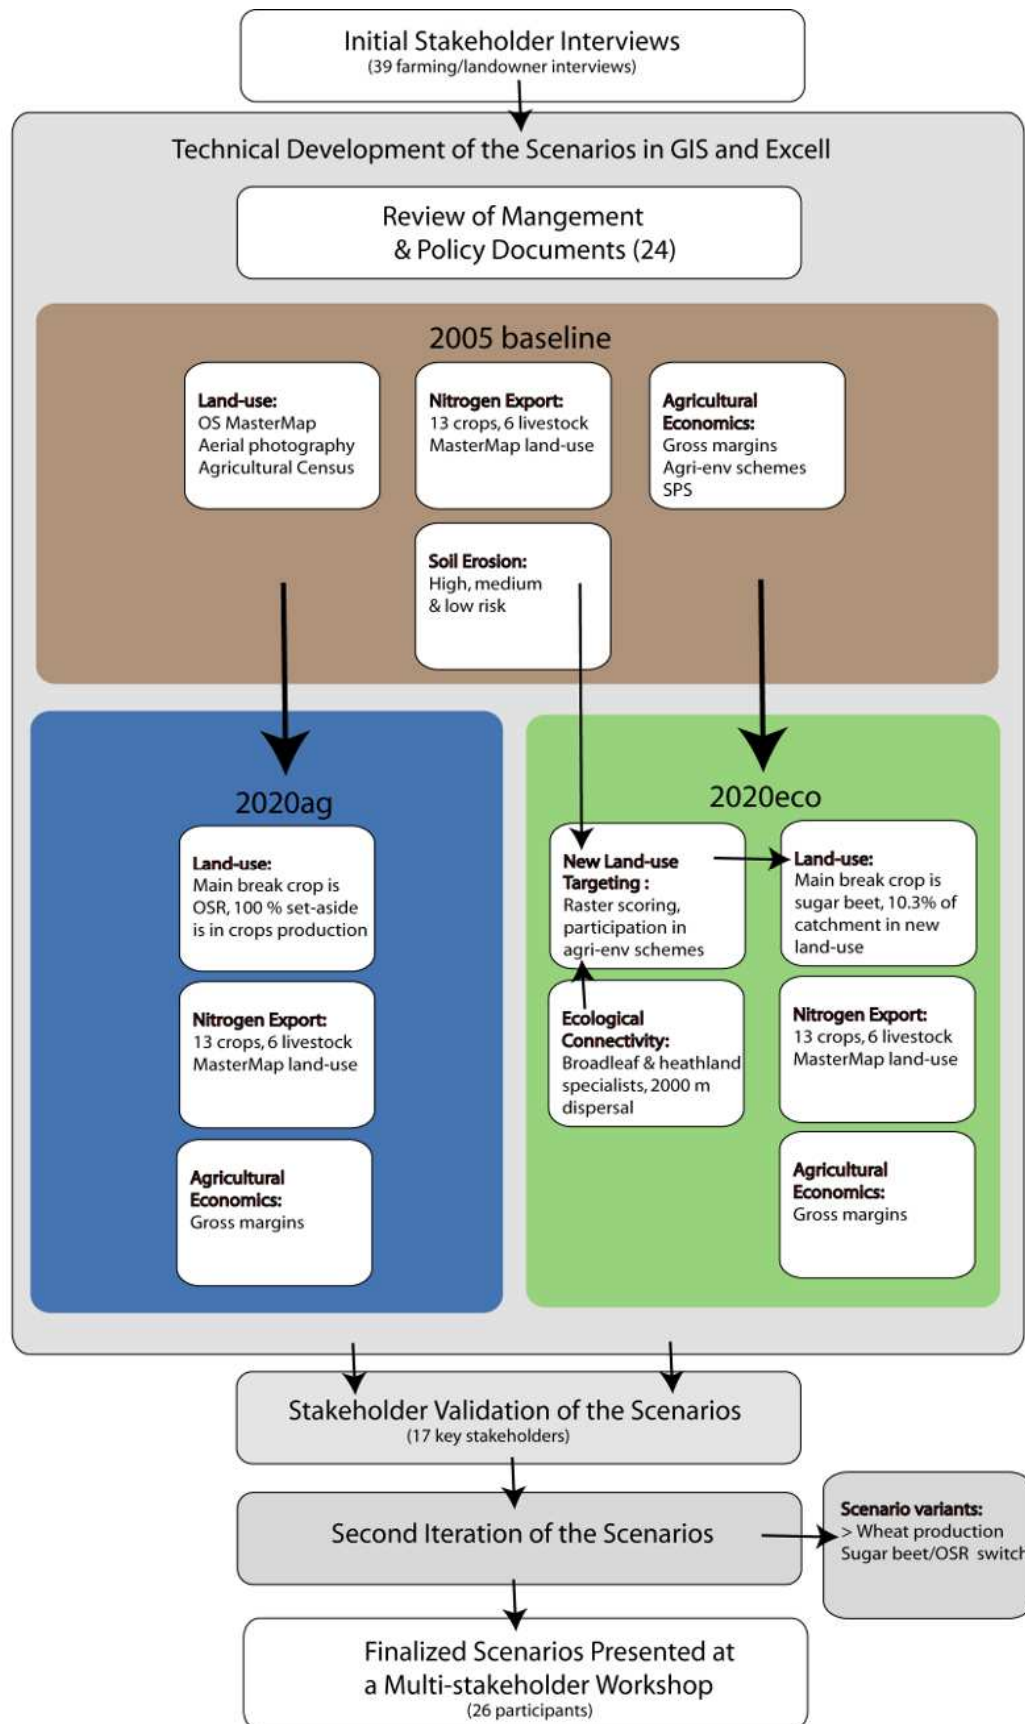 Initial Stakeholder Interviews
(39 farming/landowner interviews)
Technical Development of the Scenarios in GIS and Excell
Review of Mangement
& Policy Documents (24)
2005 baseline
Land-use:
OS MasterMap
Aerial photography
Agricultural Census
Nitrogen Export:
13 crops, 6 livestock
MasterMap land-use
Agricultural
Economics:
Gross margins
Agri-env schemes
SPS
Soil Erosion:
High, medium
& low risk
2020ag
Land-use:
Main break crop is
OSR, 100 % set-aside
is in crops production
Nitrogen Export:
13 crops, 6 livestock
MasterMap land-use
Agricultural
Economics:
Gross margins
2020eco
New Land-use
Targeting :
Raster scoring,
participation in
agri-env schemes
Land-use:
Main break crop is
sugar beet, 10.3% of
catchment in new
land-use
Ecological
Connectivity:
Broadleaf & heathland
specialists, 2000 m
dispersal
Nitrogen Export:
13 crops, 6 livestock
MasterMap land-use
Agricultural
Economics:
Gross margins
Stakeholder Validation of the Scenarios
(17 key stakeholders)
Second Iteration of the Scenarios
Scenario variants:
> Wheat production
Sugar beet/OSR switch
Finalized Scenarios Presented at
a Multi-stakeholder Workshop
(26 participants)